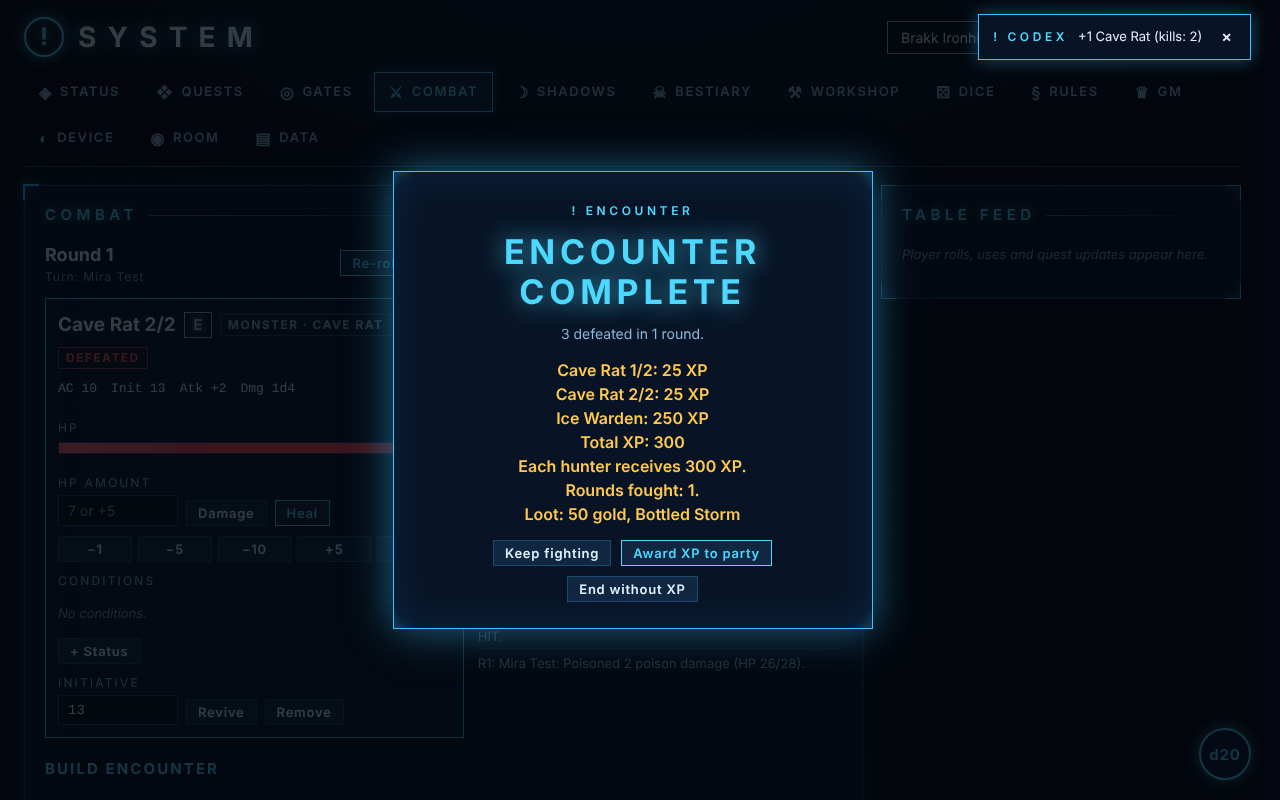 ! SYSTEM
Brakk Ironh
! CODEX +1 Cave Rat (kills: 2) ×
STATUS QUESTS GATES COMBAT SHADOWS BESTIARY WORKSHOP DICE § RULES GM
DEVICE ROOM DATA
COMBAT
TABLE FEED
Round 1
Turn: Mira Test
Re-rol
Player rolls, uses and quest updates appear here.
Cave Rat 2/2 E MONSTER · CAVE RAT
DEFEATED
AC 10 Init 13 Atk +2 Dmg 1d4
HP
HP AMOUNT
7 or +5 Damage Heal
−1 −5 −10 +5
CONDITIONS
No conditions.
+ Status
INITIATIVE
13 Revive Remove
BUILD ENCOUNTER
! ENCOUNTER
ENCOUNTER
COMPLETE
3 defeated in 1 round.
Cave Rat 1/2: 25 XP
Cave Rat 2/2: 25 XP
Ice Warden: 250 XP
Total XP: 300
Each hunter receives 300 XP.
Rounds fought: 1.
Loot: 50 gold, Bottled Storm
Keep fighting Award XP to party
End without XP
HIT.
R1: Mira Test: Poisoned 2 poison damage (HP 26/28).
d20